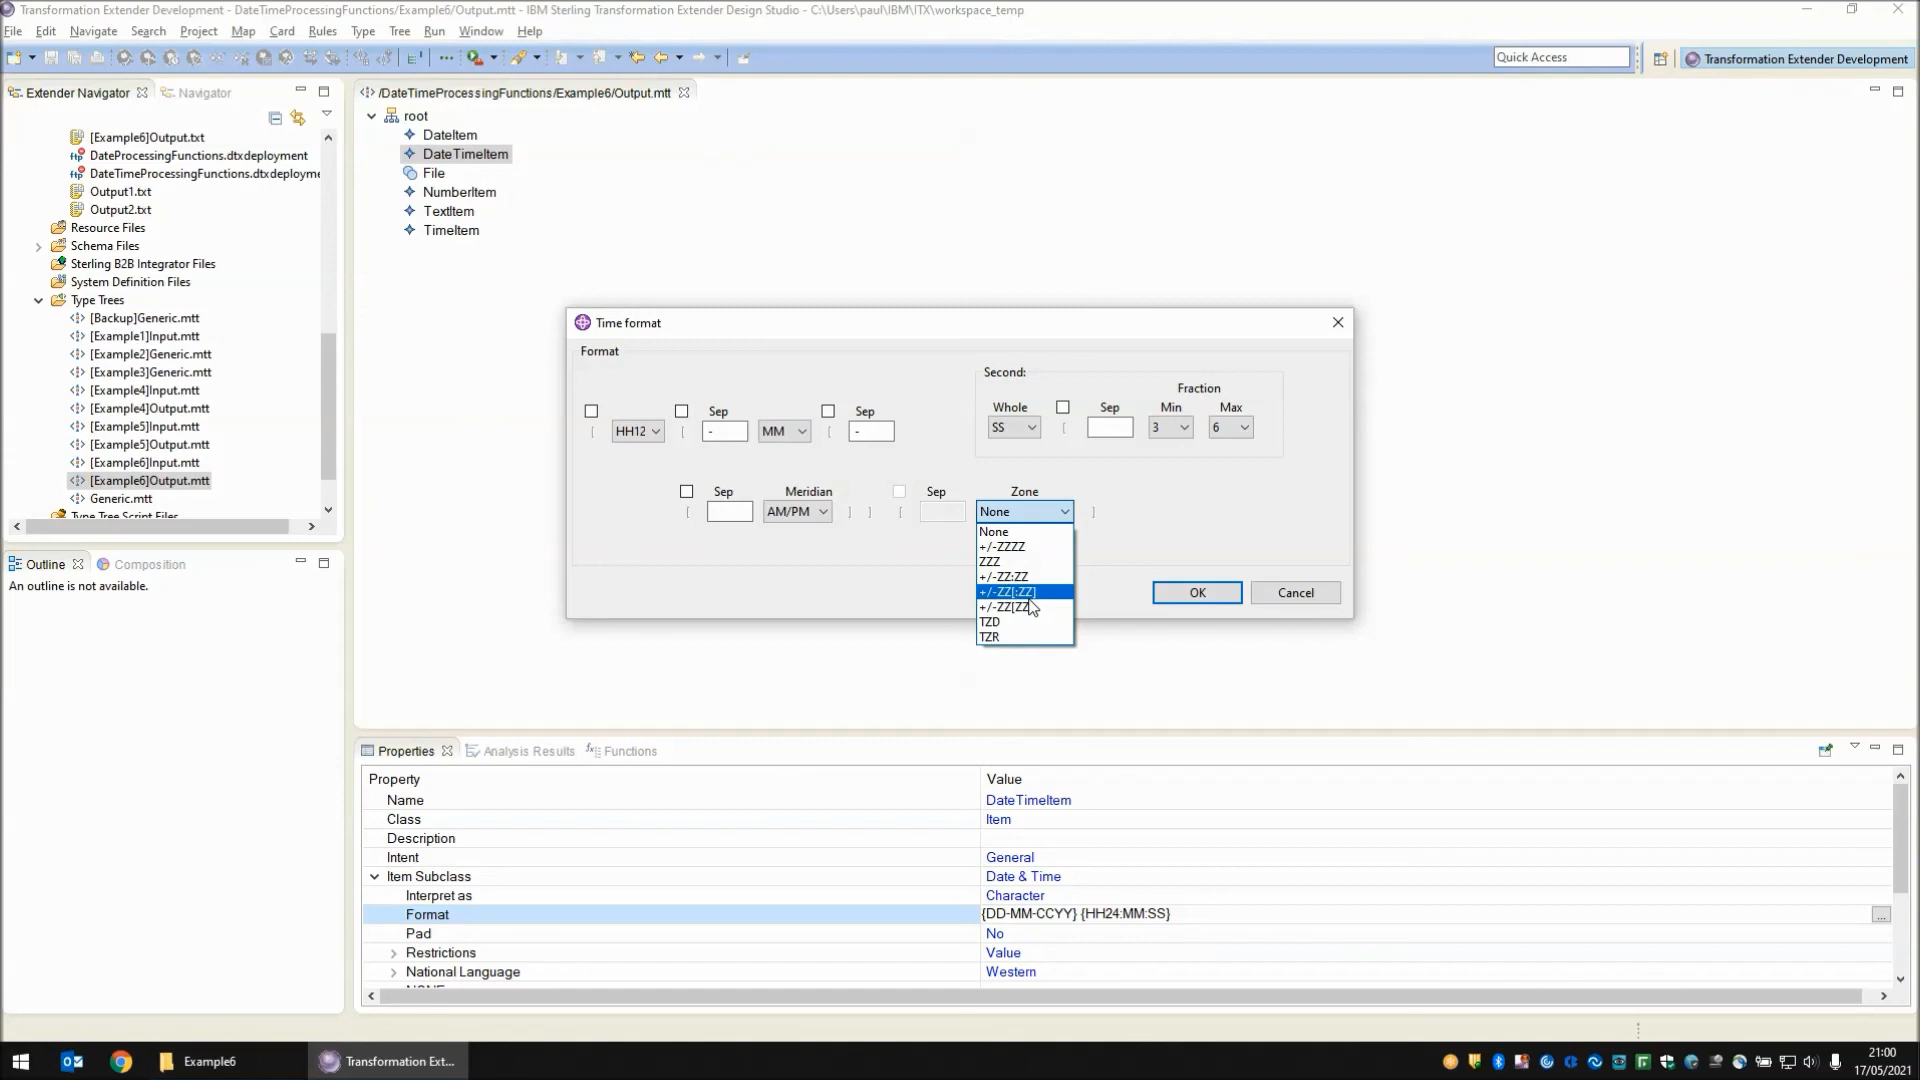 Transformation Extender Development - DateTimeProcessingFunctions/Example6/Output.mtt - IBM Sterling Transformation Extender Design Studio - C:\Users\paul\IBM\ITX\workspace_temp
File Edit Navigate Search Project Map Card Rules Type Tree Run Window Help
Quick Access
Transformation Extender Development
Extender Navigator
Navigator
[Example6]Output.txt
DateProcessingFunctions.dtxdeployment
DateTimeProcessingFunctions.dtxdeployme
Output1.txt
Output2.txt
Resource Files
Schema Files
Sterling B2B Integrator Files
System Definition Files
Type Trees
[Backup]Generic.mtt
[Example1]Input.mtt
[Example2]Generic.mtt
[Example3]Generic.mtt
[Example4]Input.mtt
[Example4]Output.mtt
[Example5]Input.mtt
[Example5]Output.mtt
[Example6]Input.mtt
[Example6]Output.mtt
Generic.mtt
Type Tree Script Files
/DateTimeProcessingFunctions/Example6/Output.mtt
root
DateItem
DateTimeItem
File
NumberItem
TextItem
TimeItem
Time format
Format
Second:
Fraction
Sep Sep Whole Sep Min Max
[ HH12 [ - MM [ - SS [ 3 6
Sep Meridian Sep Zone
[ AM/PM ] ] [ None ]
None
+/-ZZZZ
ZZZ
+/-ZZ:ZZ
+/-ZZ[:ZZ]
+/-ZZ[ZZ
TZD
TZR
OK Cancel
Outline
Composition
An outline is not available.
Properties
Analysis Results
Functions
Property Value
Name DateTimeItem
Class Item
Description
Intent General
Item Subclass Date & Time
Interpret as Character
Format {DD-MM-CCYY} {HH24:MM:SS} ...
Pad No
Restrictions Value
National Language Western
NONE
Example6
Transformation Ext...
21:00
17/05/2021